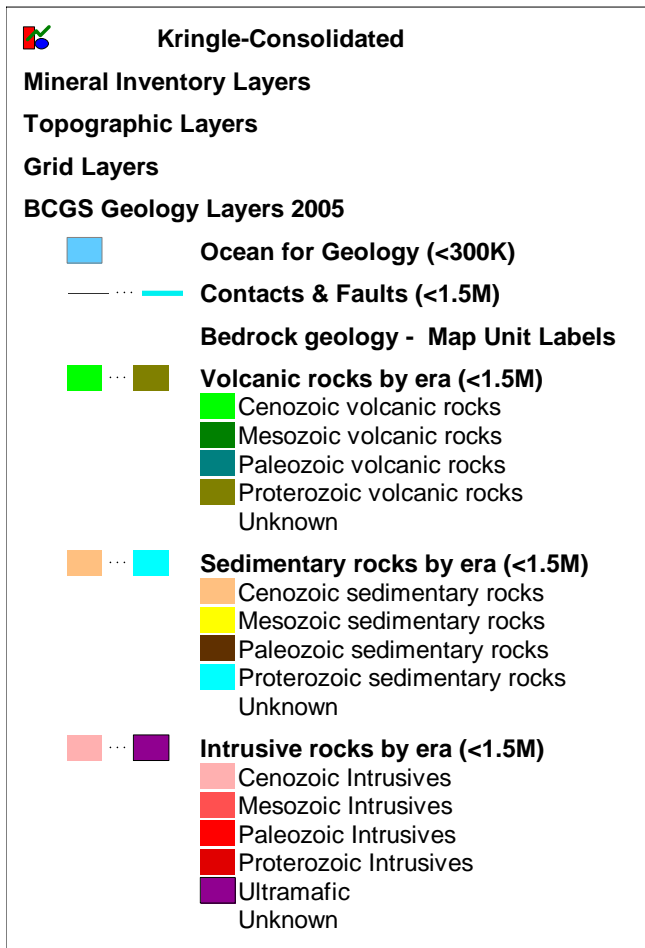 Kringle-Consolidated
Mineral Inventory Layers
Topographic Layers
Grid Layers
BCGS Geology Layers 2005
Ocean for Geology (<300K)
... Contacts & Faults (<1.5M)
Bedrock geology - Map Unit Labels
... Volcanic rocks by era (<1.5M)
Cenozoic volcanic rocks
Mesozoic volcanic rocks
Paleozoic volcanic rocks
Proterozoic volcanic rocks
Unknown
... Sedimentary rocks by era (<1.5M)
Cenozoic sedimentary rocks
Mesozoic sedimentary rocks
Paleozoic sedimentary rocks
Proterozoic sedimentary rocks
Unknown
... Intrusive rocks by era (<1.5M)
Cenozoic Intrusives
Mesozoic Intrusives
Paleozoic Intrusives
Proterozoic Intrusives
Ultramafic
Unknown